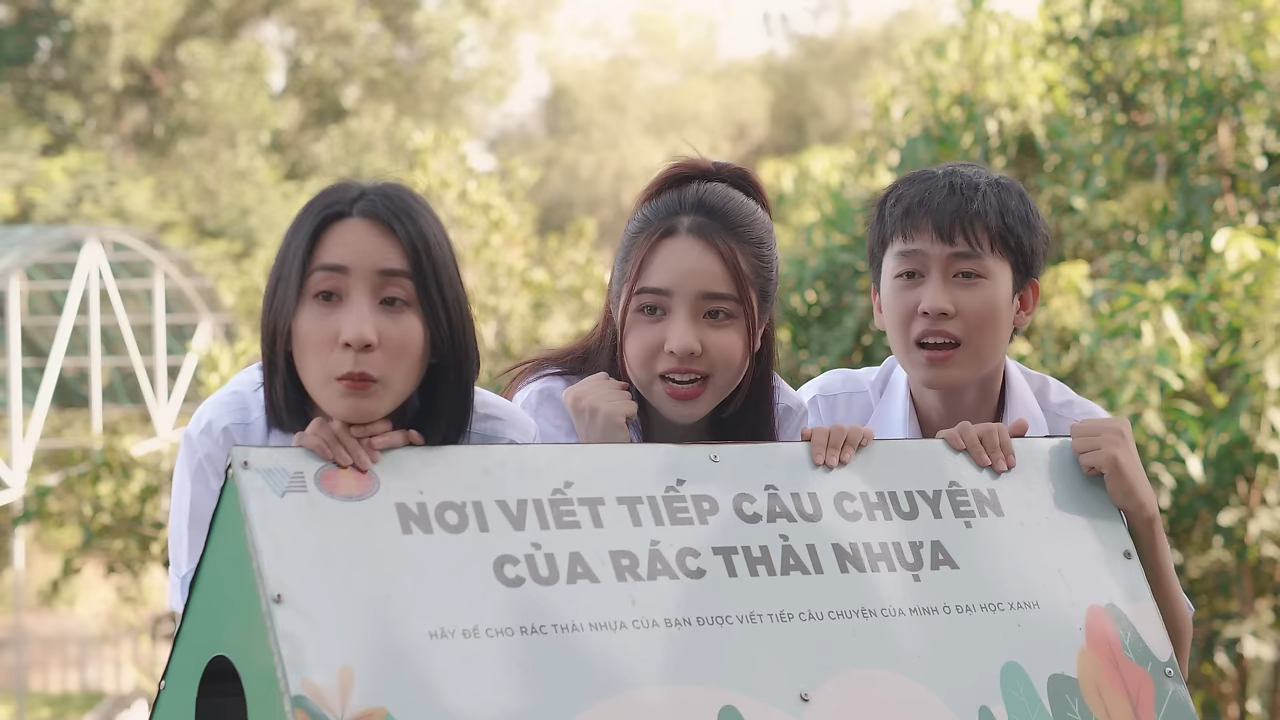 NƠI VIẾT TIẾP CÂU CHUYỆN
CỦA RÁC THẢI NHỰA
HÃY ĐỂ CHO RÁC THẢI NHỰA CỦA BẠN ĐƯỢC VIẾT TIẾP CÂU CHUYỆN CỦA MÌNH Ở ĐẠI HỌC XANH